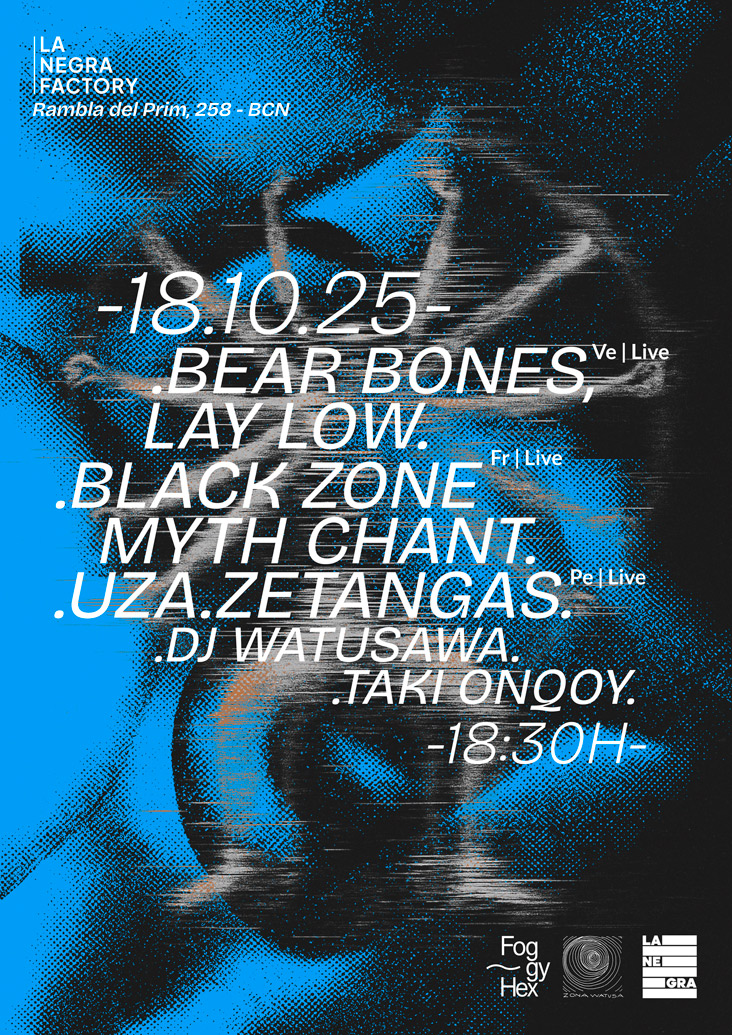 LA
NEGRA
FACTORY
Rambla del Prim, 258 - BCN
-18.10.25-
.BEAR BONES, Ve | Live
LAY LOW.
.BLACK ZONE Fr | Live
MYTH CHANT.
.UZA.ZETANGAS. Pe | Live
.DJ WATUSAWA.
.TAKI ONQOY.
-18:30H-
Fog
~gy
Hex
ZONA WATUSA
LA
NE
GRA